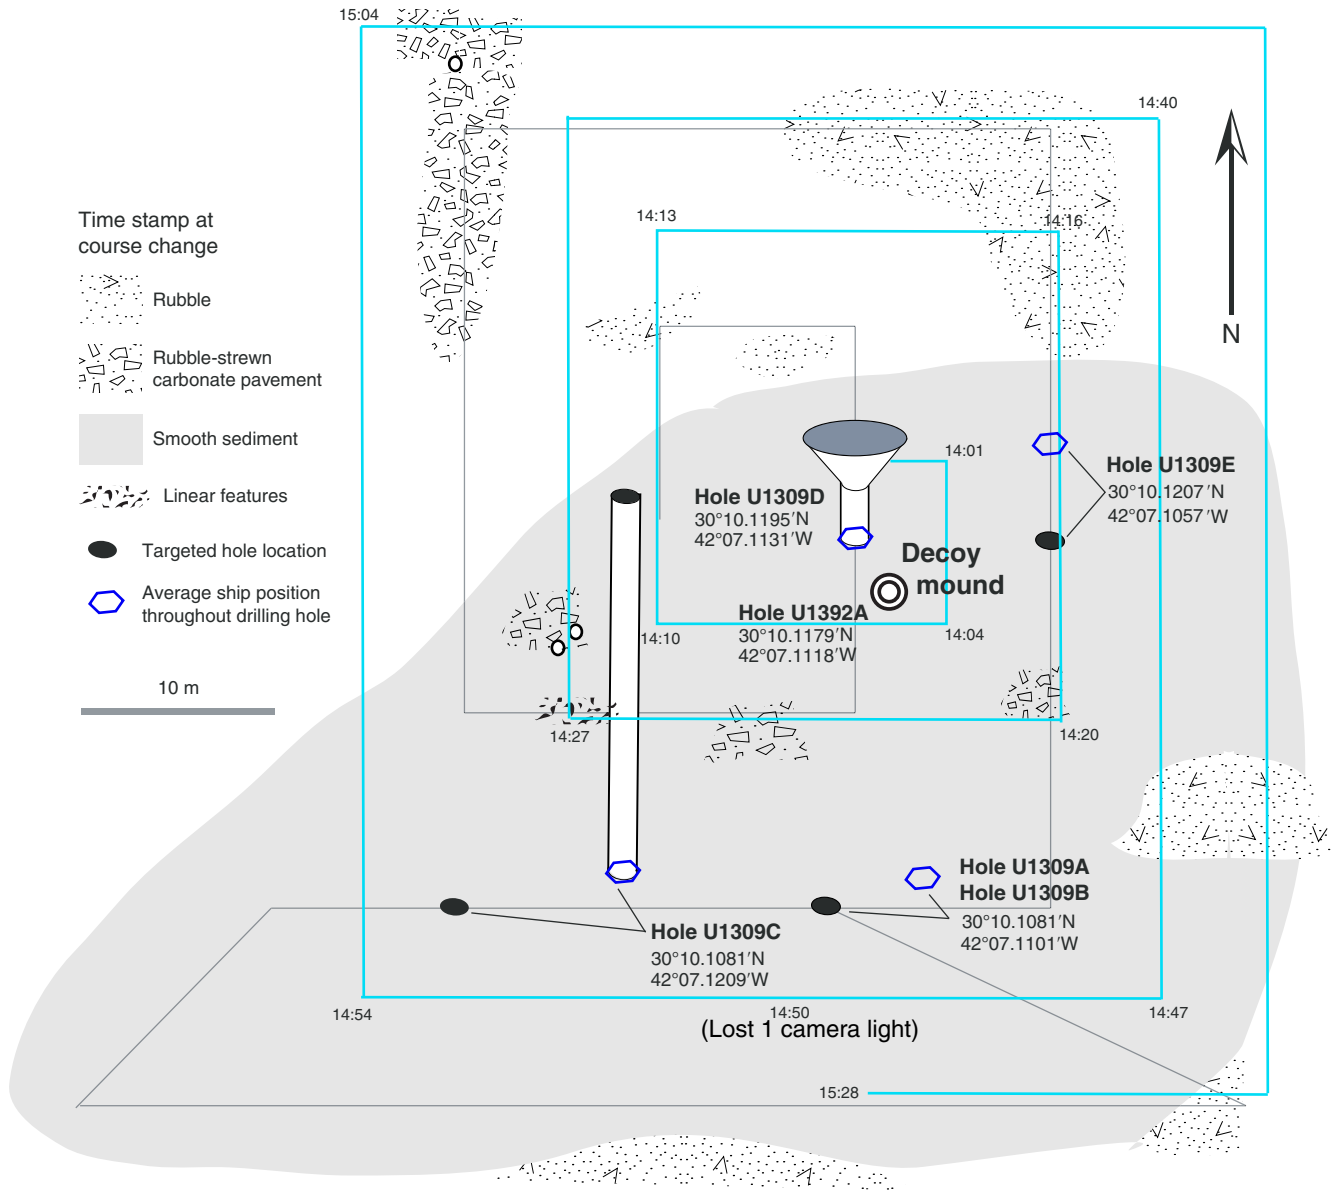 15:04
14:40
14:13
14:16
Time stamp at
course change
Rubble
Rubble-strewn
carbonate pavement
Smooth sediment
Linear features
Targeted hole location
Average ship position
throughout drilling hole
10 m
N
14:01
Hole U1309E
30°10.1207′N
42°07.1057′W
Hole U1309D
30°10.1195′N
42°07.1131′W
Decoy
mound
Hole U1392A
30°10.1179′N
42°07.1118′W
14:10
14:04
14:27
14:20
Hole U1309A
Hole U1309B
30°10.1081′N
42°07.1101′W
Hole U1309C
30°10.1081′N
42°07.1209′W
14:54
14:50
14:47
(Lost 1 camera light)
15:28